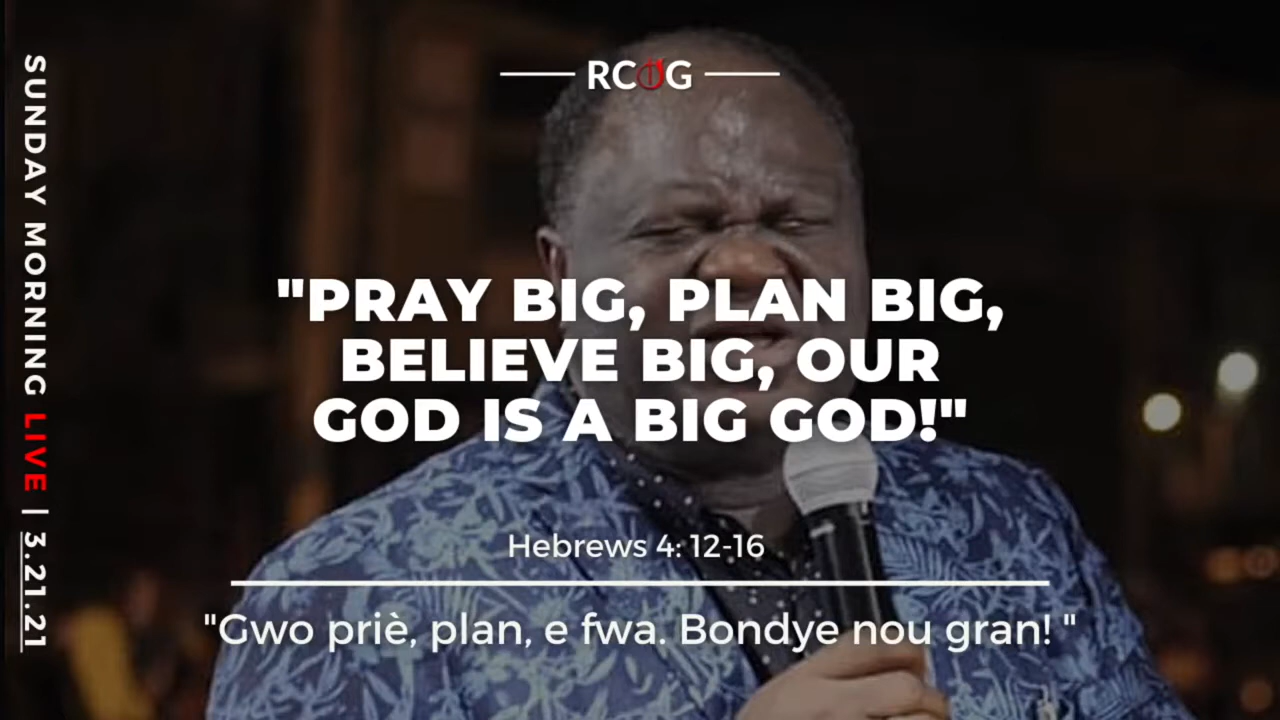 RCOG
"PRAY BIG, PLAN BIG,
BELIEVE BIG, OUR
GOD IS A BIG GOD!"
Hebrews 4: 12-16
"Gwo priè, plan, e fwa. Bondye nou gran! "
SUNDAY MORNING LIVE | 3.21.21